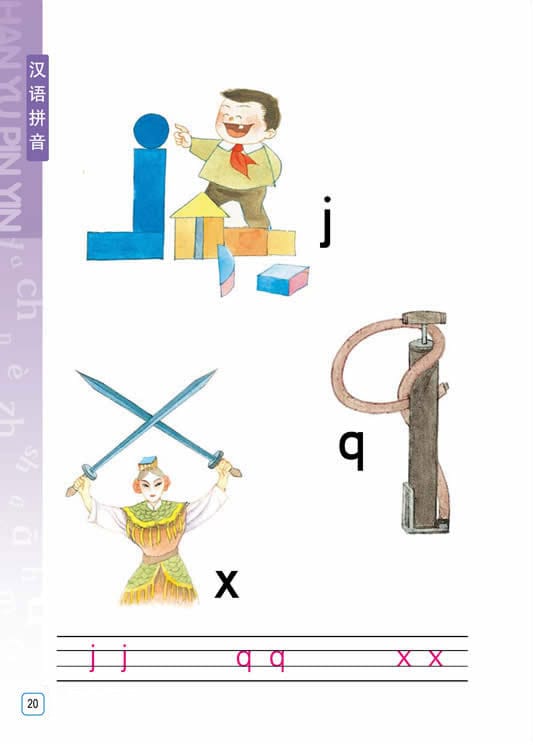 HAN YU PIN YIN
汉语拼音
j
q
x
j j q q x x
20